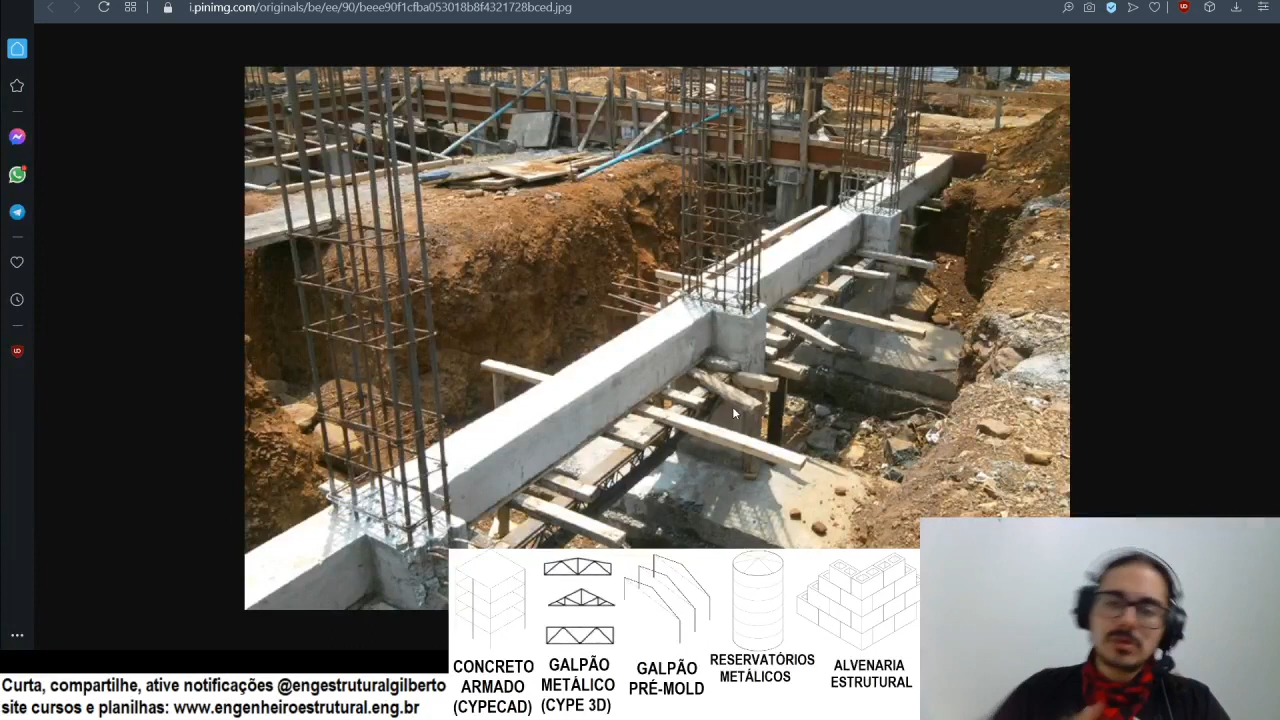 i.pinimg.com/originals/be/ee/90/beee90f1cfba053018b8f4321728bced.jpg
CONCRETO
ARMADO
(CYPECAD)
GALPÃO
METÁLICO
(CYPE 3D)
GALPÃO
PRÉ-MOLD
RESERVATÓRIOS
METÁLICOS
ALVENARIA
ESTRUTURAL
Curta, compartilhe, ative notificações @engestruturalgilberto
site cursos e planilhas: www.engenheiroestrutural.eng.br